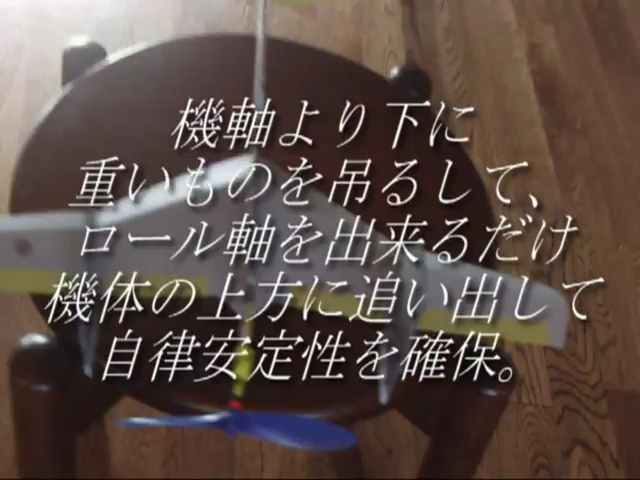 機軸より下に
重いものを吊るして、
ロール軸を出来るだけ
機体の上方に追い出して
自律安定性を確保。